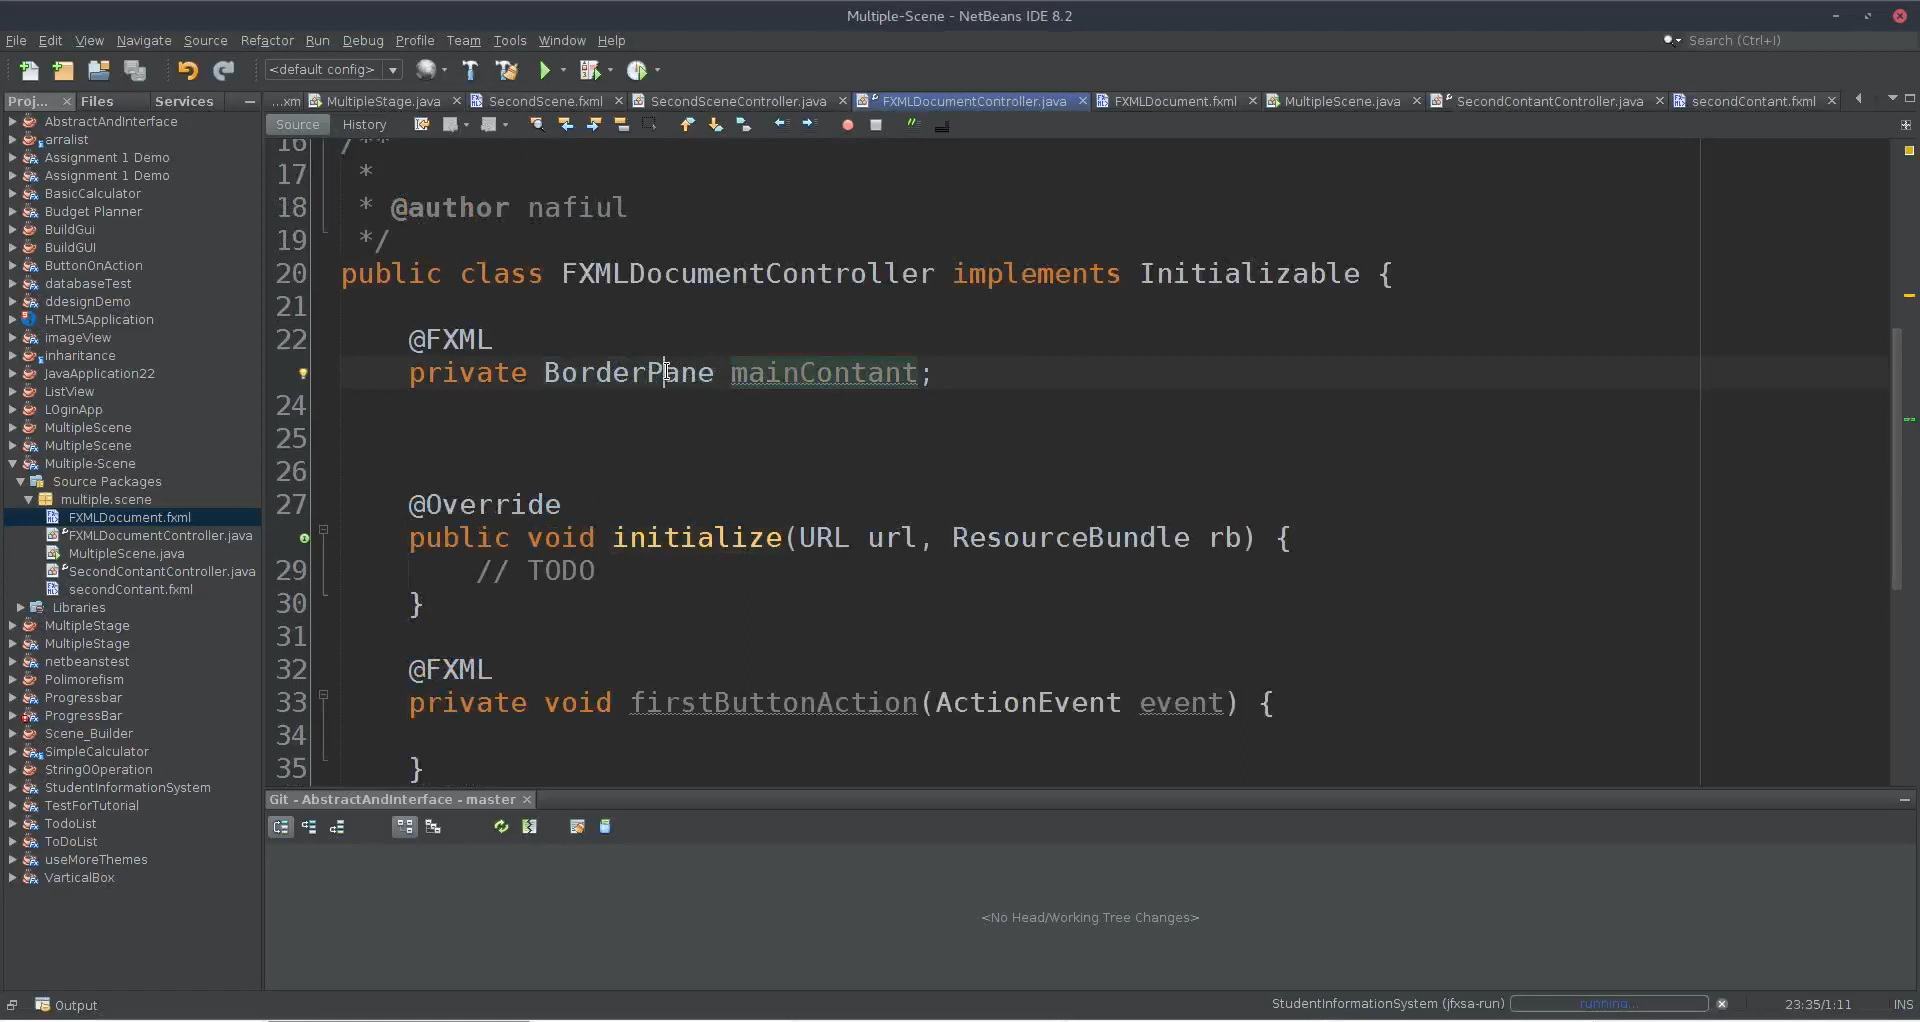 Multiple-Scene - NetBeans IDE 8.2
File Edit View Navigate Source Refactor Run Debug Profile Team Tools Window Help
Search (Ctrl+I)
<default config>
Proj... Files Services
...xm MultipleStage.java SecondScene.fxml SecondSceneController.java FXMLDocumentController.java FXMLDocument.fxml MultipleScene.java SecondContantController.java secondContant.fxml
Source History
AbstractAndInterface
arralist
Assignment 1 Demo
Assignment 1 Demo
BasicCalculator
Budget Planner
BuildGui
BuildGUI
ButtonOnAction
databaseTest
ddesignDemo
HTML5Application
imageView
inharitance
JavaApplication22
ListView
LOginApp
MultipleScene
MultipleScene
Multiple-Scene
Source Packages
multiple.scene
FXMLDocument.fxml
FXMLDocumentController.java
MultipleScene.java
SecondContantController.java
secondContant.fxml
Libraries
MultipleStage
MultipleStage
netbeanstest
Polimorefism
Progressbar
ProgressBar
Scene_Builder
SimpleCalculator
StringOOperation
StudentInformationSystem
TestForTutorial
TodoList
ToDoList
useMoreThemes
VarticalBox
16 /**
17 *
18 * @author nafiul
19 */
20 public class FXMLDocumentController implements Initializable {
21
22 @FXML
private BorderPane mainContant;
24
25
26
27 @Override
public void initialize(URL url, ResourceBundle rb) {
29 // TODO
30 }
31
32 @FXML
33 private void firstButtonAction(ActionEvent event) {
34
35 }
Git - AbstractAndInterface - master
<No Head/Working Tree Changes>
Output
StudentInformationSystem (jfxsa-run) running... 23:35/1:11 INS